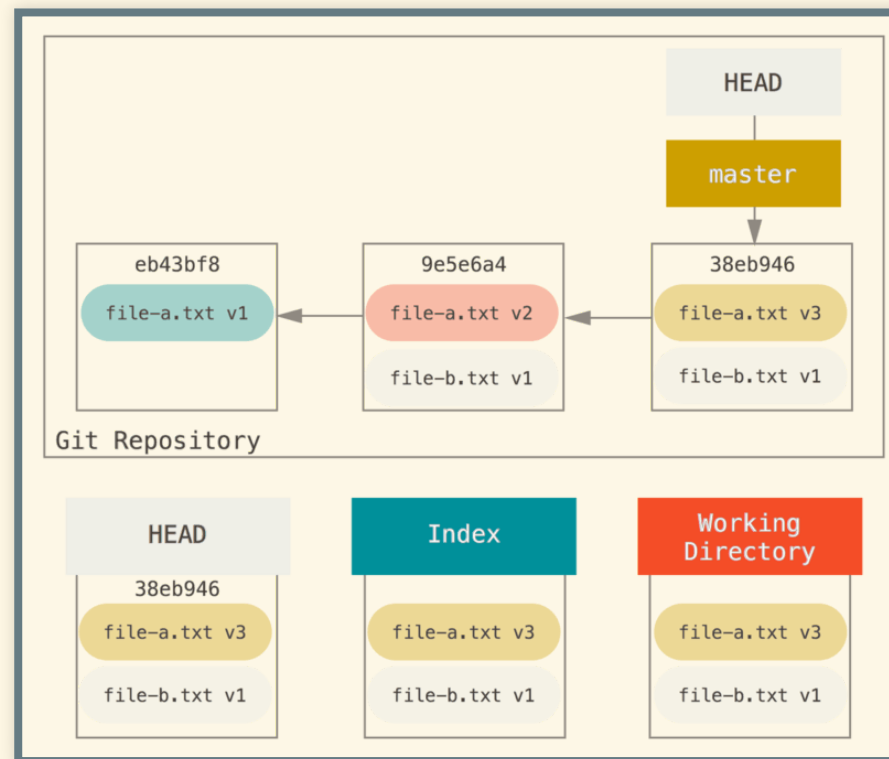 HEAD
master
eb43bf8
9e5e6a4
38eb946
file-a.txt v1
file-a.txt v2
file-a.txt v3
file-b.txt v1
file-b.txt v1
Git Repository
HEAD
Index
Working
Directory
38eb946
file-a.txt v3
file-a.txt v3
file-a.txt v3
file-b.txt v1
file-b.txt v1
file-b.txt v1